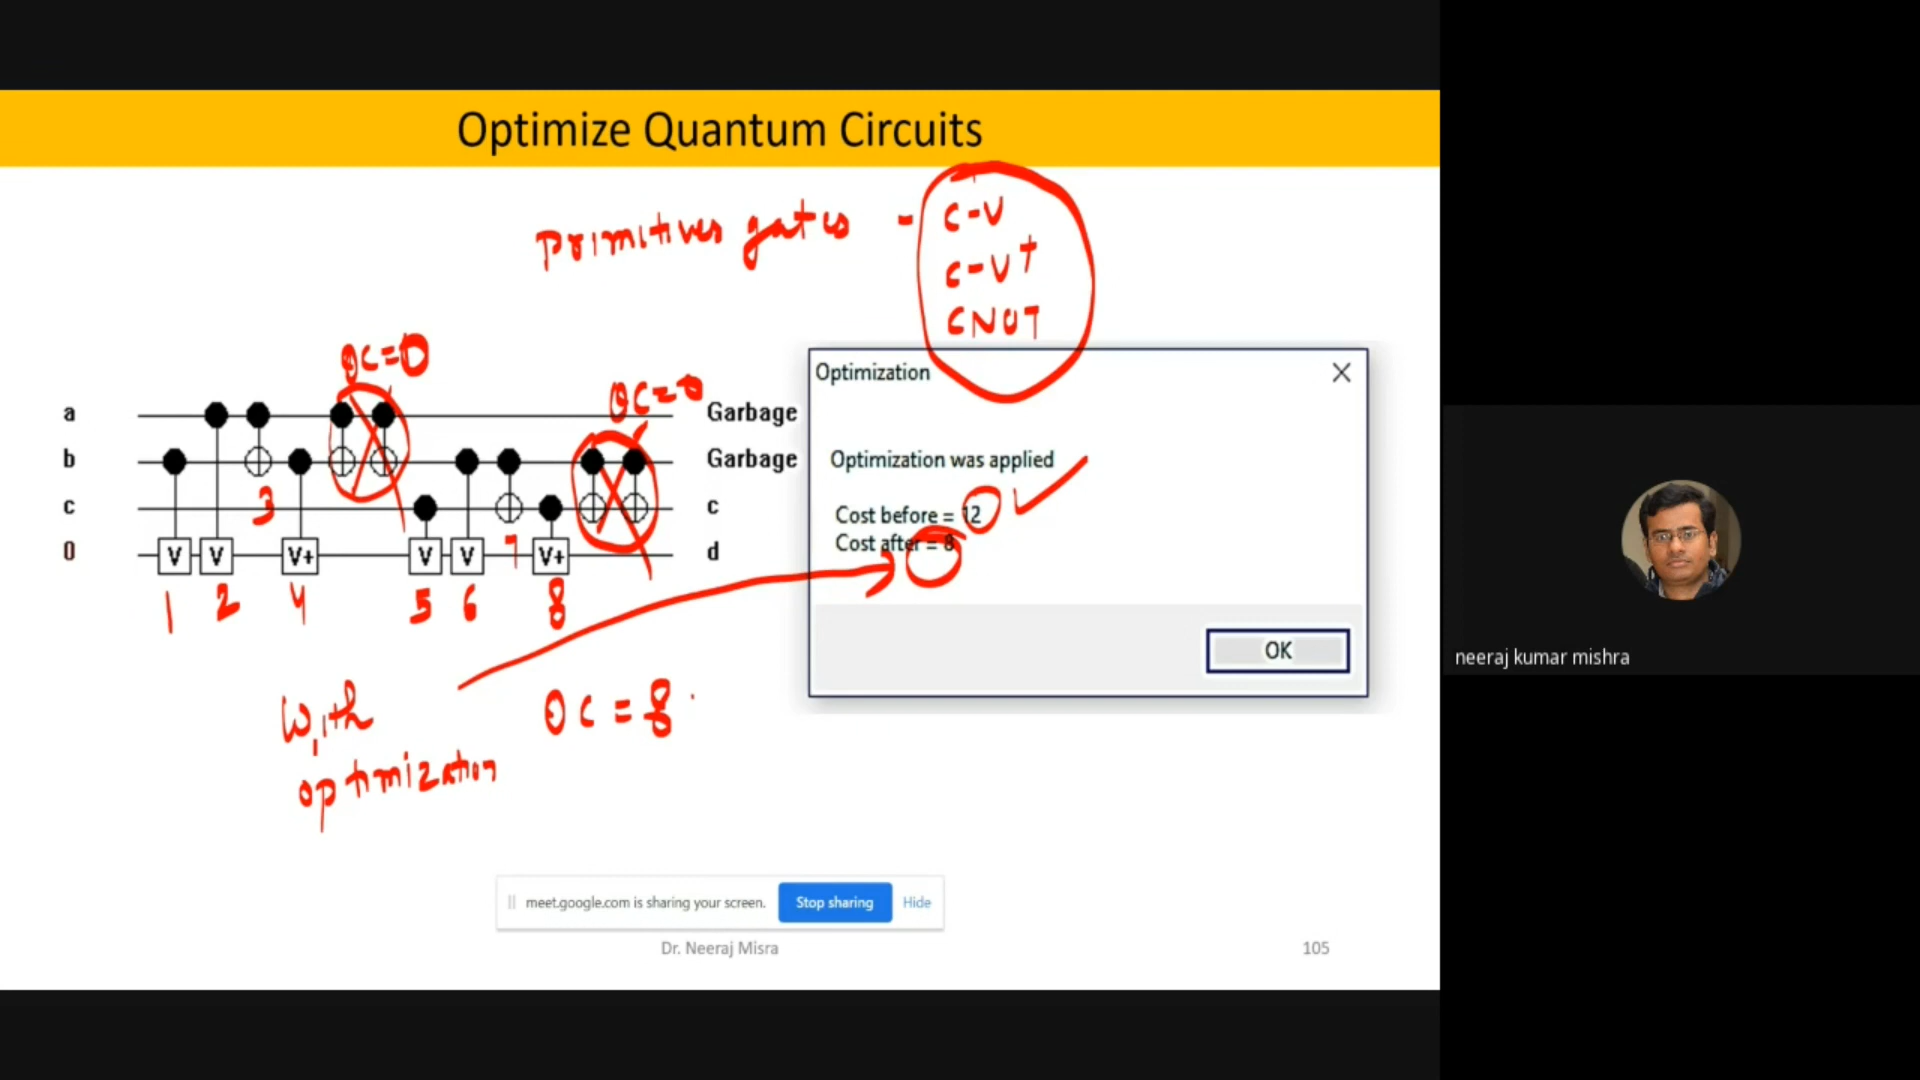 Optimize Quantum Circuits
Primitives gates - C-V
C-V+
CNOT
QC=0
QC=0
a
b
c
0
3
V
V
V+
V
V
7
V+
1
2
4
5
6
8
Garbage
Garbage
c
d
Optimization
Optimization was applied
Cost before = 12
Cost after = 8
OK
With
optimization
QC = 8
meet.google.com is sharing your screen.
Stop sharing
Hide
Dr. Neeraj Misra
105
neeraj kumar mishra